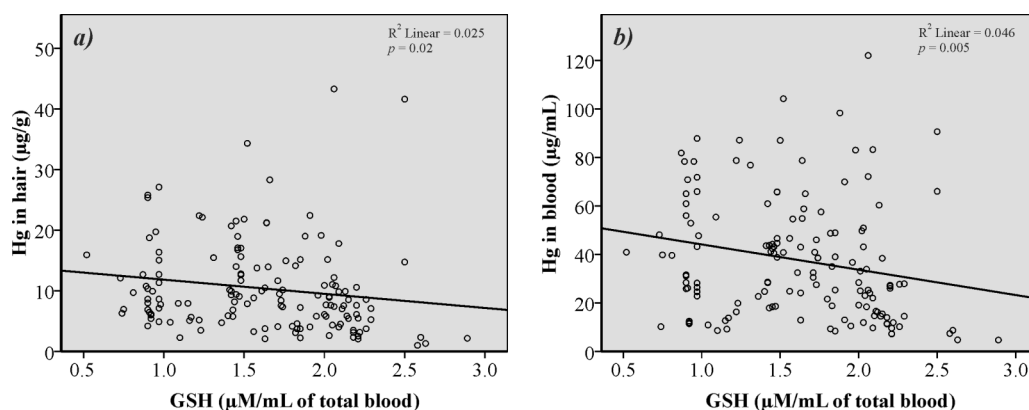 a)
R² Linear = 0.025
p = 0.02
50
40
30
20
10
0
Hg in hair (µg/g)
0.5 1.0 1.5 2.0 2.5 3.0
GSH (µM/mL of total blood)
b)
R² Linear = 0.046
p = 0.005
120
100
80
60
40
20
0
Hg in blood (µg/mL)
0.5 1.0 1.5 2.0 2.5 3.0
GSH (µM/mL of total blood)